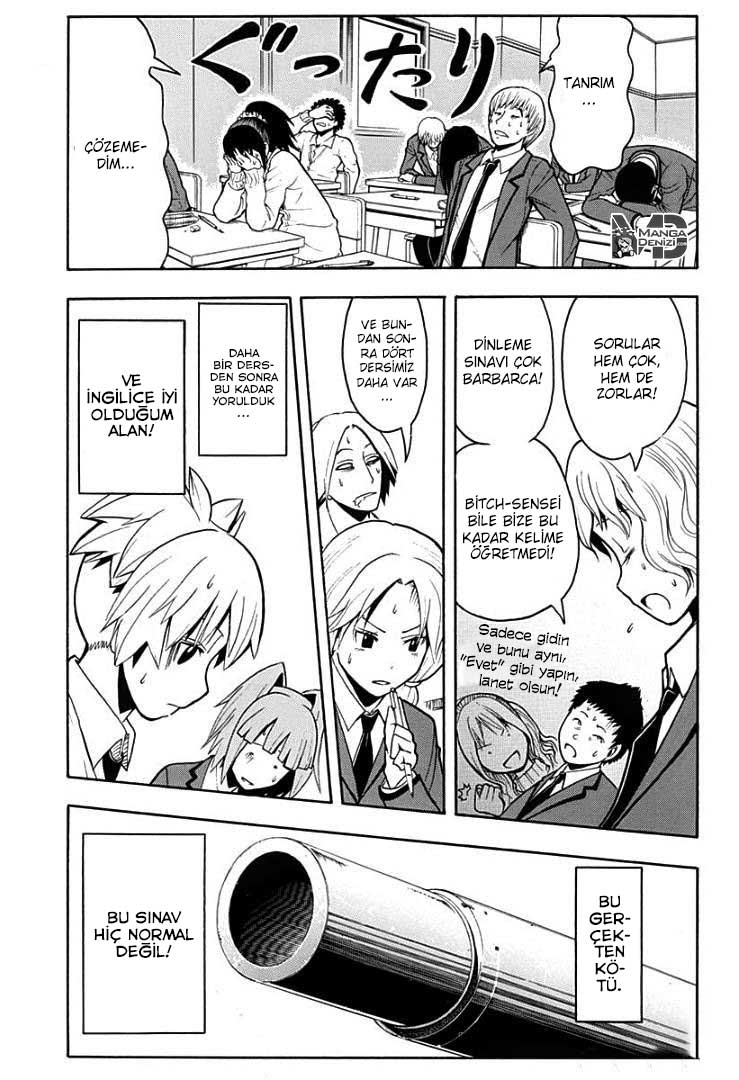 ぐったり
TANRIM
...
ÇÖZEME-
DİM...
MD
MANGA
DENİZİ.com
SORULAR
HEM ÇOK,
HEM DE
ZORLAR!
DİNLEME
SINAVI ÇOK
BARBARCA!
BITCH-SENSEI
BİLE BİZE BU
KADAR KELİME
ÖĞRETMEDİ!
Sadece gidin
ve bunu aynı,
"Evet" gibi yapın,
lanet olsun!
VE BUN-
DAN SON-
RA DÖRT
DERSİMİZ
DAHA VAR
...
DAHA
BİR DERS-
DEN SONRA
BU KADAR
YORULDUK
...
VE
İNGİLİCE İYİ
OLDUĞUM
ALAN!
BU
GER-
ÇEK-
TEN
KÖ-
TÜ.
BU SINAV
HİÇ NORMAL
DEĞİL!